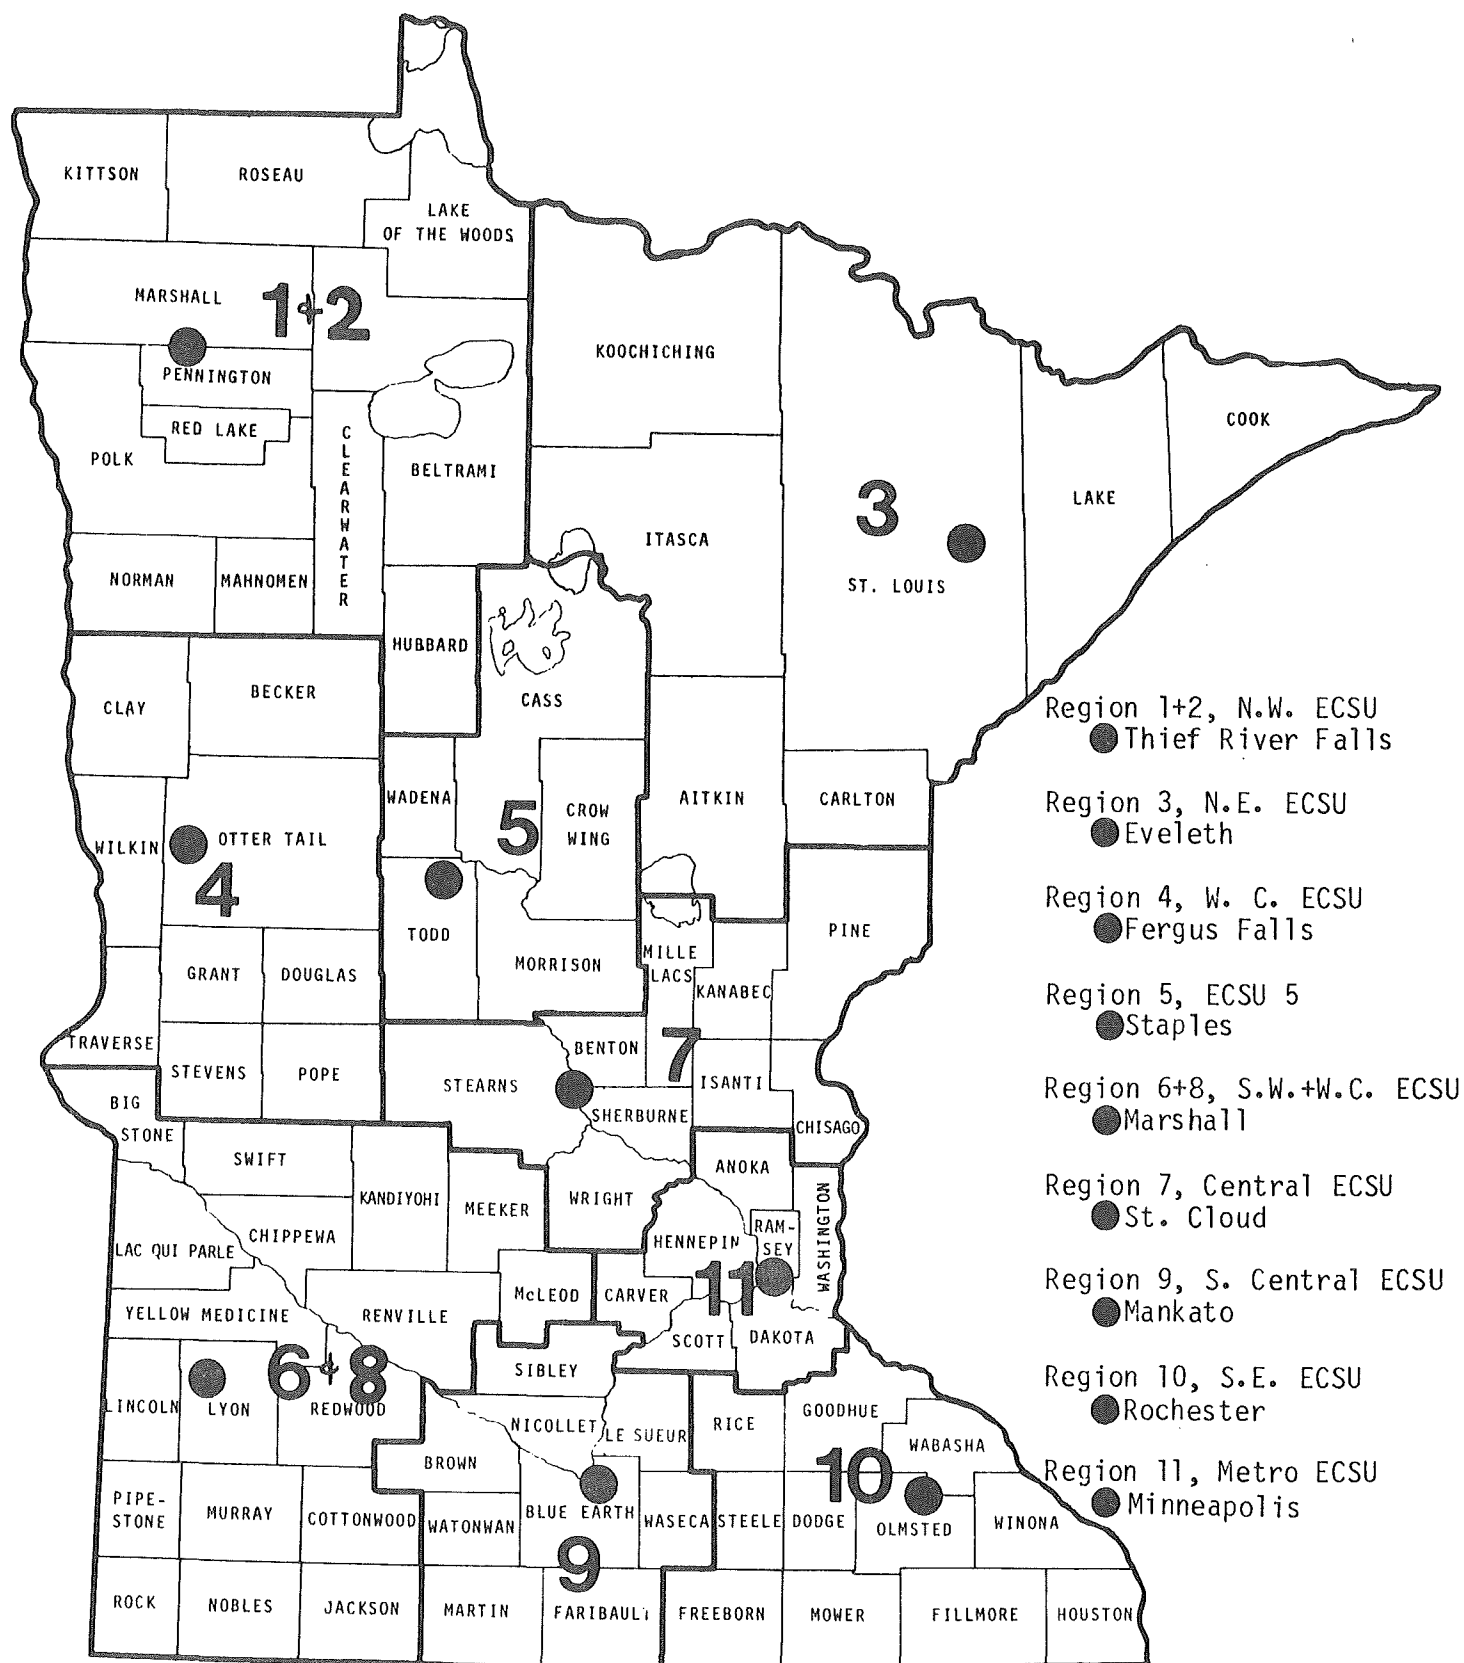 KITTSON
ROSEAU
LAKE
OF THE WOODS
MARSHALL
1+2
KOOCHICHING
PENNINGTON
RED LAKE
COOK
POLK
CLEARWATER
BELTRAMI
3
LAKE
ITASCA
NORMAN
MAHNOMEN
ST. LOUIS
HUBBARD
CLAY
BECKER
CASS
WADENA
AITKIN
CARLTON
5
CROW
WING
WILKIN
OTTER TAIL
4
TODD
PINE
MILLE
LACS
GRANT
DOUGLAS
MORRISON
KANABEC
TRAVERSE
STEVENS
POPE
STEARNS
BENTON
7
ISANTI
BIG
STONE
SHERBURNE
CHISAGO
SWIFT
ANOKA
KANDIYOHI
MEEKER
WRIGHT
WASHINGTON
CHIPPEWA
HENNEPIN
RAM-
SEY
LAC QUI PARLE
11
McLEOD
CARVER
YELLOW MEDICINE
RENVILLE
SCOTT
DAKOTA
6+8
SIBLEY
LINCOLN
LYON
REDWOOD
NICOLLET
LE SUEUR
RICE
GOODHUE
WABASHA
BROWN
10
PIPE-
STONE
MURRAY
COTTONWOOD
WATONWAN
BLUE EARTH
WASECA
STEELE
DODGE
OLMSTED
WINONA
9
ROCK
NOBLES
JACKSON
MARTIN
FARIBAULT
FREEBORN
MOWER
FILLMORE
HOUSTON
Region 1+2, N.W. ECSU
Thief River Falls
Region 3, N.E. ECSU
Eveleth
Region 4, W. C. ECSU
Fergus Falls
Region 5, ECSU 5
Staples
Region 6+8, S.W.+W.C. ECSU
Marshall
Region 7, Central ECSU
St. Cloud
Region 9, S. Central ECSU
Mankato
Region 10, S.E. ECSU
Rochester
Region 11, Metro ECSU
Minneapolis